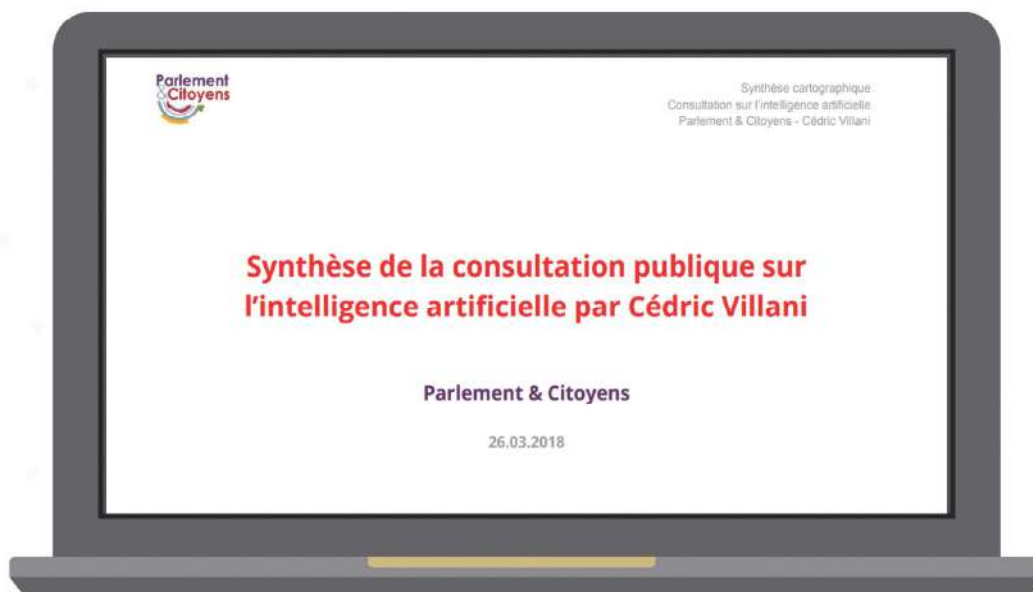 Parlement
&Citoyens
Synthèse cartographique
Consultation sur l'intelligence artificielle
Parlement & Citoyens - Cédric Villani
Synthèse de la consultation publique sur
l'intelligence artificielle par Cédric Villani
Parlement & Citoyens
26.03.2018